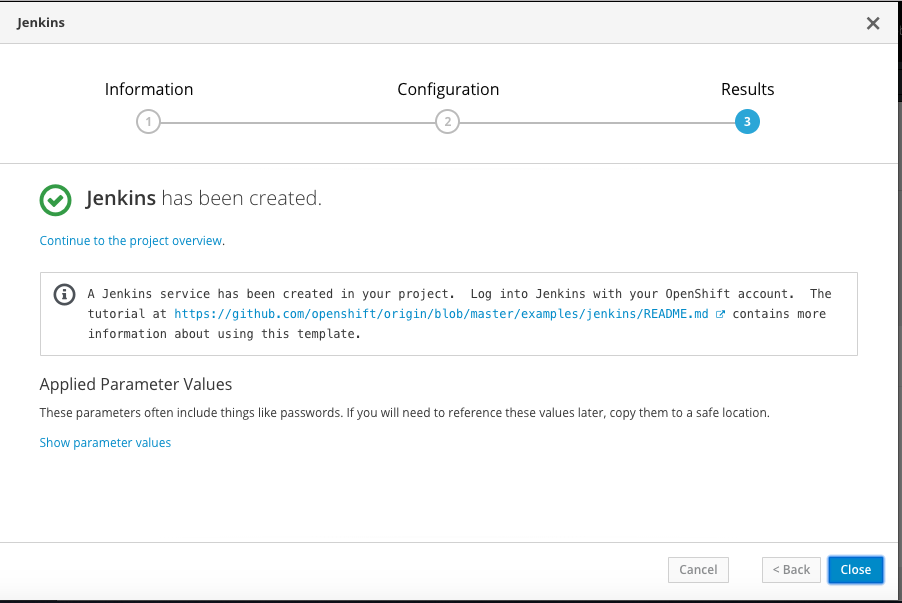 Jenkins
Information
Configuration
Results
1
2
3
Jenkins has been created.
Continue to the project overview.
A Jenkins service has been created in your project.  Log into Jenkins with your OpenShift account.  The
tutorial at https://github.com/openshift/origin/blob/master/examples/jenkins/README.md contains more
information about using this template.
Applied Parameter Values
These parameters often include things like passwords. If you will need to reference these values later, copy them to a safe location.
Show parameter values
Cancel
< Back
Close